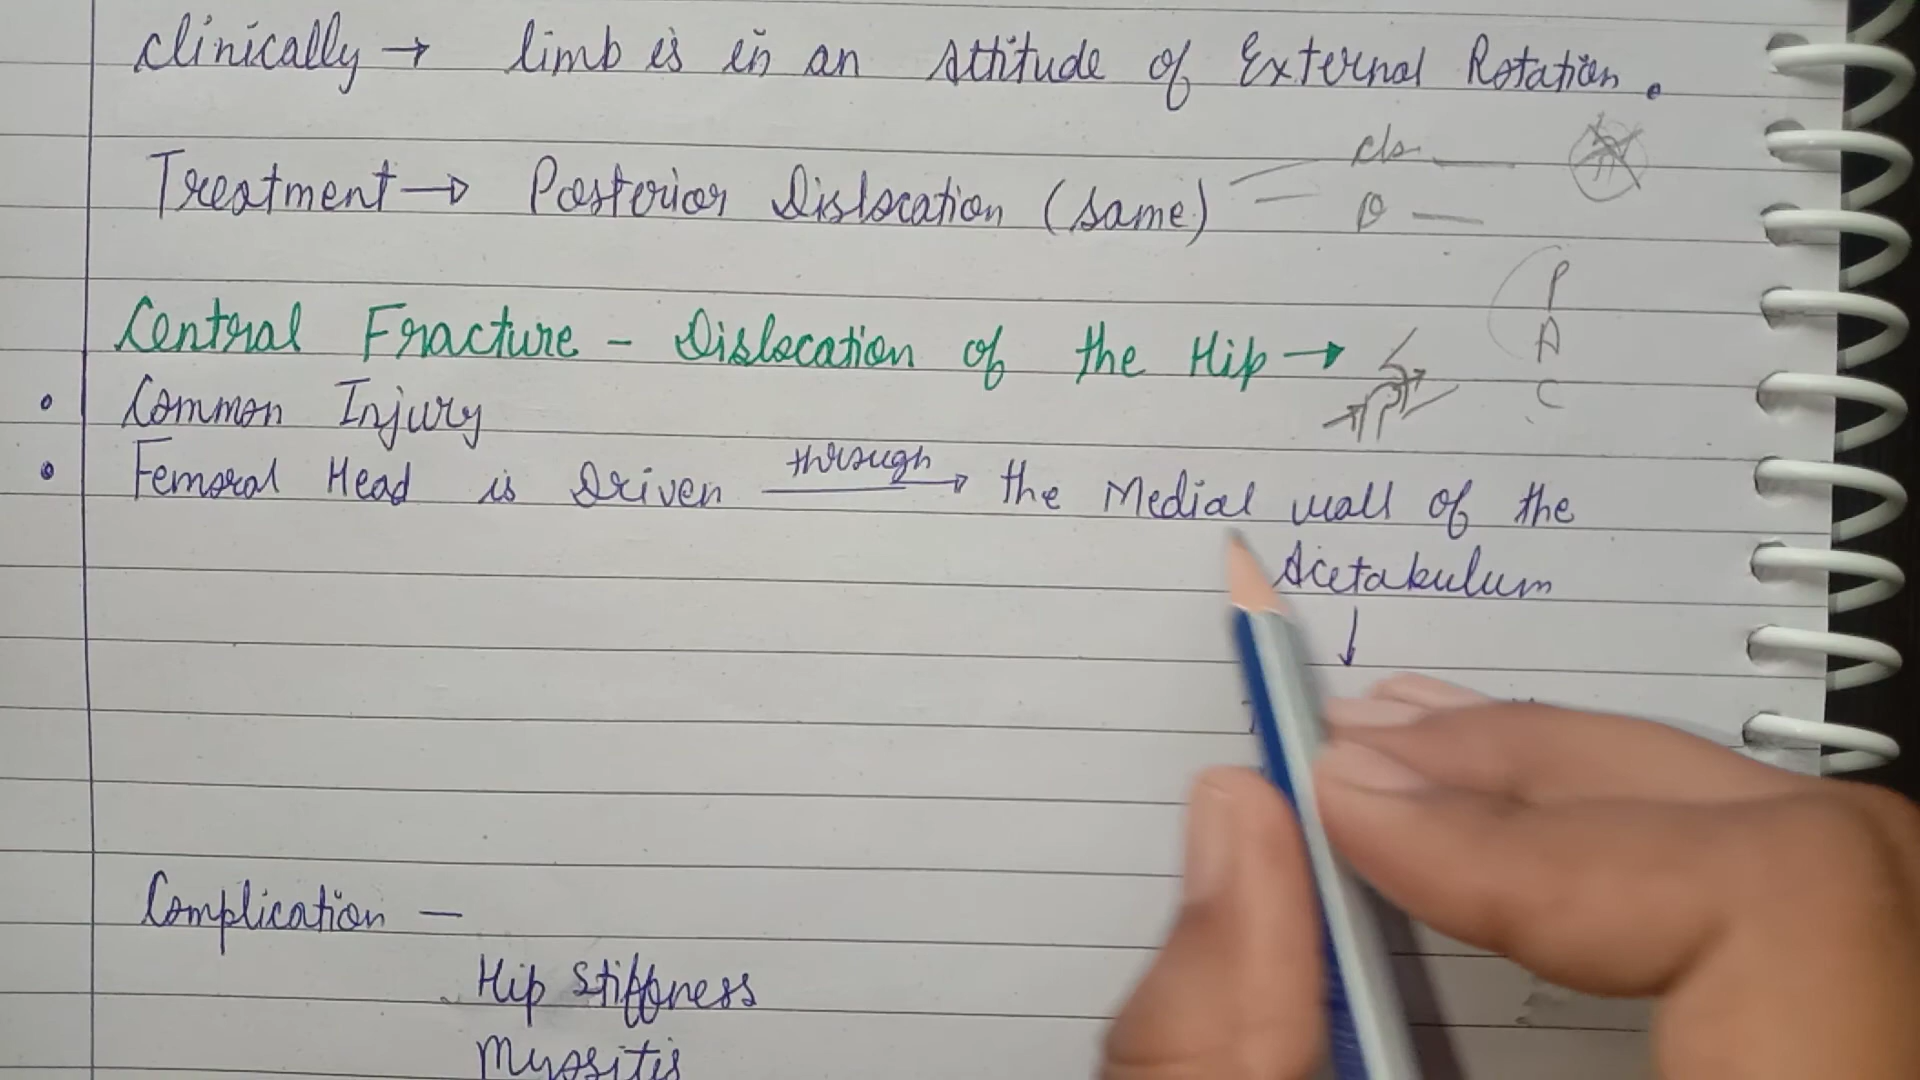 Clinically → limb is in an Attitude of External Rotation.
Treatment → Posterior Dislocation (same)
P
A
C
Central Fracture - Dislocation of the Hip →
Common Injury
Femoral Head is Driven through → the Medial wall of the
Acetabulum
↓
Complication -
Hip Stiffness
Myositis